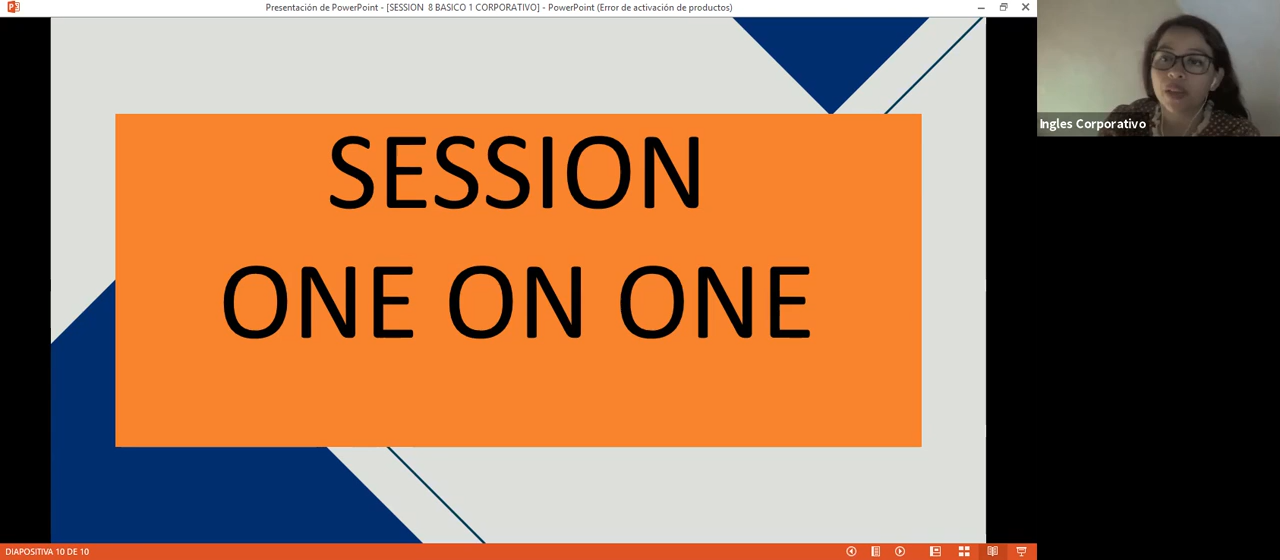 Presentación de PowerPoint - [SESSION 8 BASICO 1 CORPORATIVO] - PowerPoint (Error de activación de productos)
Ingles Corporativo
SESSION
ONE ON ONE
DIAPOSITIVA 10 DE 10